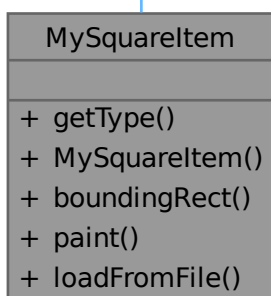 MySquareItem
+ getType()
+ MySquareItem()
+ boundingRect()
+ paint()
+ loadFromFile()